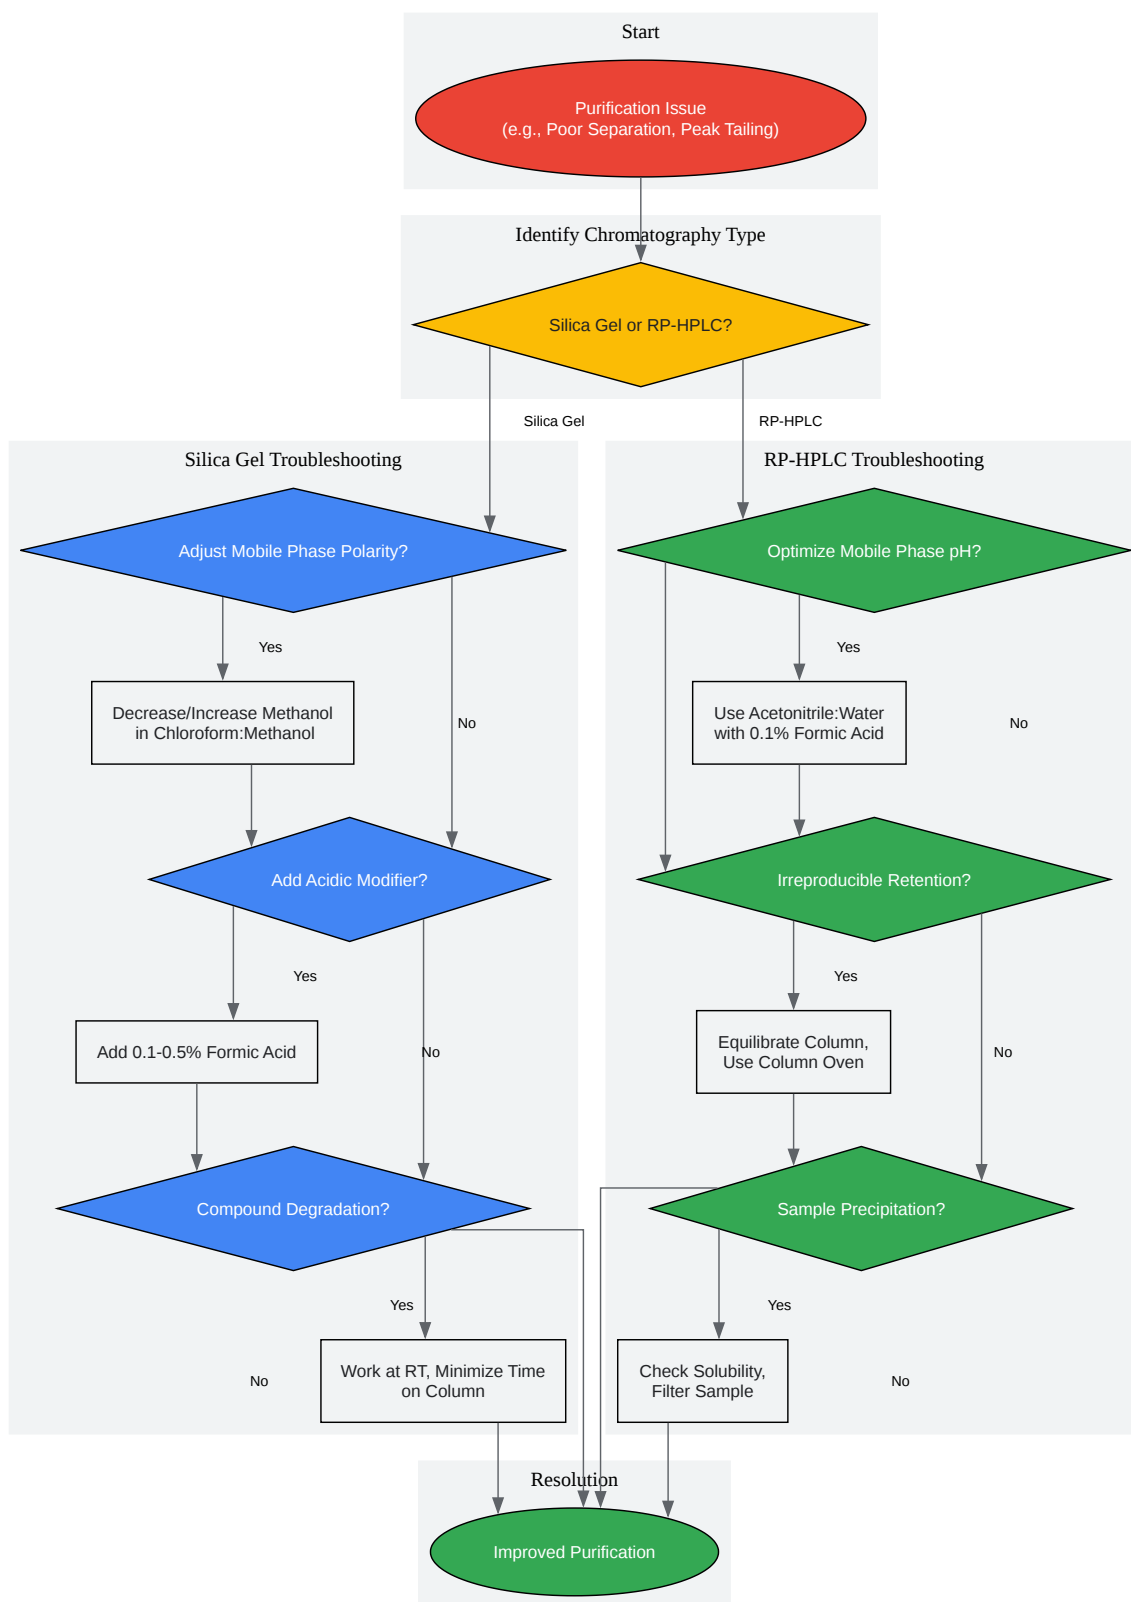 Start
Purification Issue
(e.g., Poor Separation, Peak Tailing)
Identify Chromatography Type
Silica Gel or RP-HPLC?
Silica Gel
RP-HPLC
Silica Gel Troubleshooting
Adjust Mobile Phase Polarity?
Yes
Decrease/Increase Methanol
in Chloroform:Methanol
No
Add Acidic Modifier?
Yes
Add 0.1-0.5% Formic Acid
No
Compound Degradation?
Yes
Work at RT, Minimize Time
on Column
No
RP-HPLC Troubleshooting
Optimize Mobile Phase pH?
Yes
Use Acetonitrile:Water
with 0.1% Formic Acid
No
Irreproducible Retention?
Yes
Equilibrate Column,
Use Column Oven
No
Sample Precipitation?
Yes
Check Solubility,
Filter Sample
No
Resolution
Improved Purification